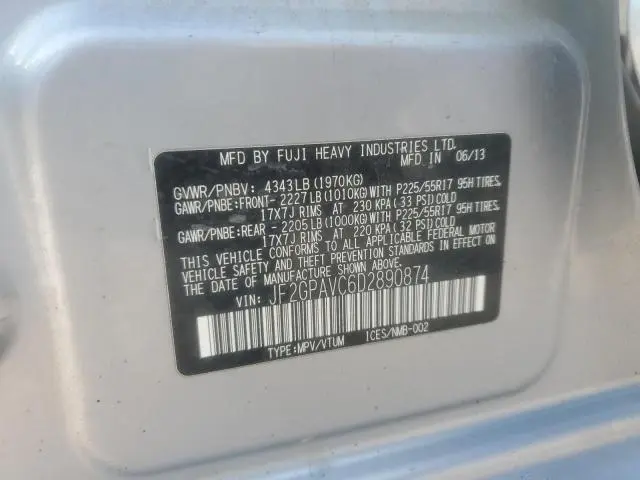 MFD BY FUJI HEAVY INDUSTRIES LTD.
MFD IN 06/13
GVWR/PNBV: 4343LB(1970KG)
GAWR/PNBE:FRONT- 2227LB(1010KG)WITH P225/55R17 95H TIRES,
17X7J RIMS AT 230 KPA(33 PSI)COLD
GAWR/PNBE:REAR - 2205LB(1000KG)WITH P225/55R17 95H TIRES,
17X7J RIMS AT 220 KPA(32 PSI)COLD
THIS VEHICLE CONFORMS TO ALL APPLICABLE FEDERAL MOTOR
VEHICLE SAFETY AND THEFT PREVENTION STANDARDS IN EFFECT ON
THE DATE OF MANUFACTURE SHOWN ABOVE.
VIN: JF2GPAVC6D2890874
TYPE:MPV/VTUM ICES/NMB-002